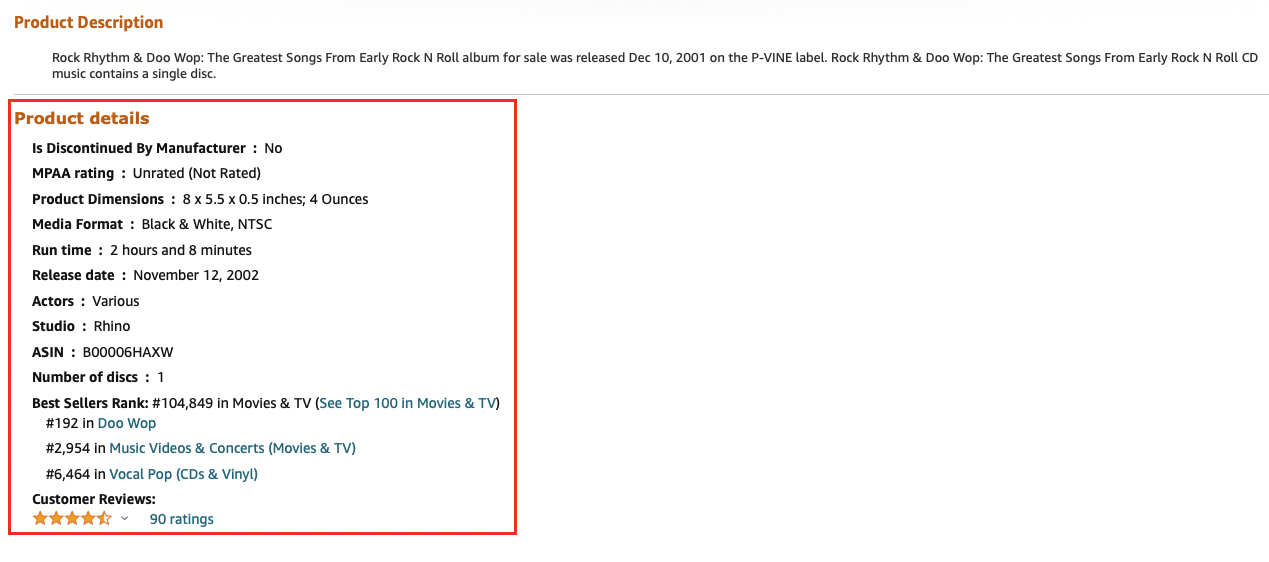 Product Description
Rock Rhythm & Doo Wop: The Greatest Songs From Early Rock N Roll album for sale was released Dec 10, 2001 on the P-VINE label. Rock Rhythm & Doo Wop: The Greatest Songs From Early Rock N Roll CD
music contains a single disc.
Product details
Is Discontinued By Manufacturer : No
MPAA rating : Unrated (Not Rated)
Product Dimensions : 8 x 5.5 x 0.5 inches; 4 Ounces
Media Format : Black & White, NTSC
Run time : 2 hours and 8 minutes
Release date : November 12, 2002
Actors : Various
Studio : Rhino
ASIN : B00006HAXW
Number of discs : 1
Best Sellers Rank: #104,849 in Movies & TV (See Top 100 in Movies & TV)
#192 in Doo Wop
#2,954 in Music Videos & Concerts (Movies & TV)
#6,464 in Vocal Pop (CDs & Vinyl)
Customer Reviews:
90 ratings